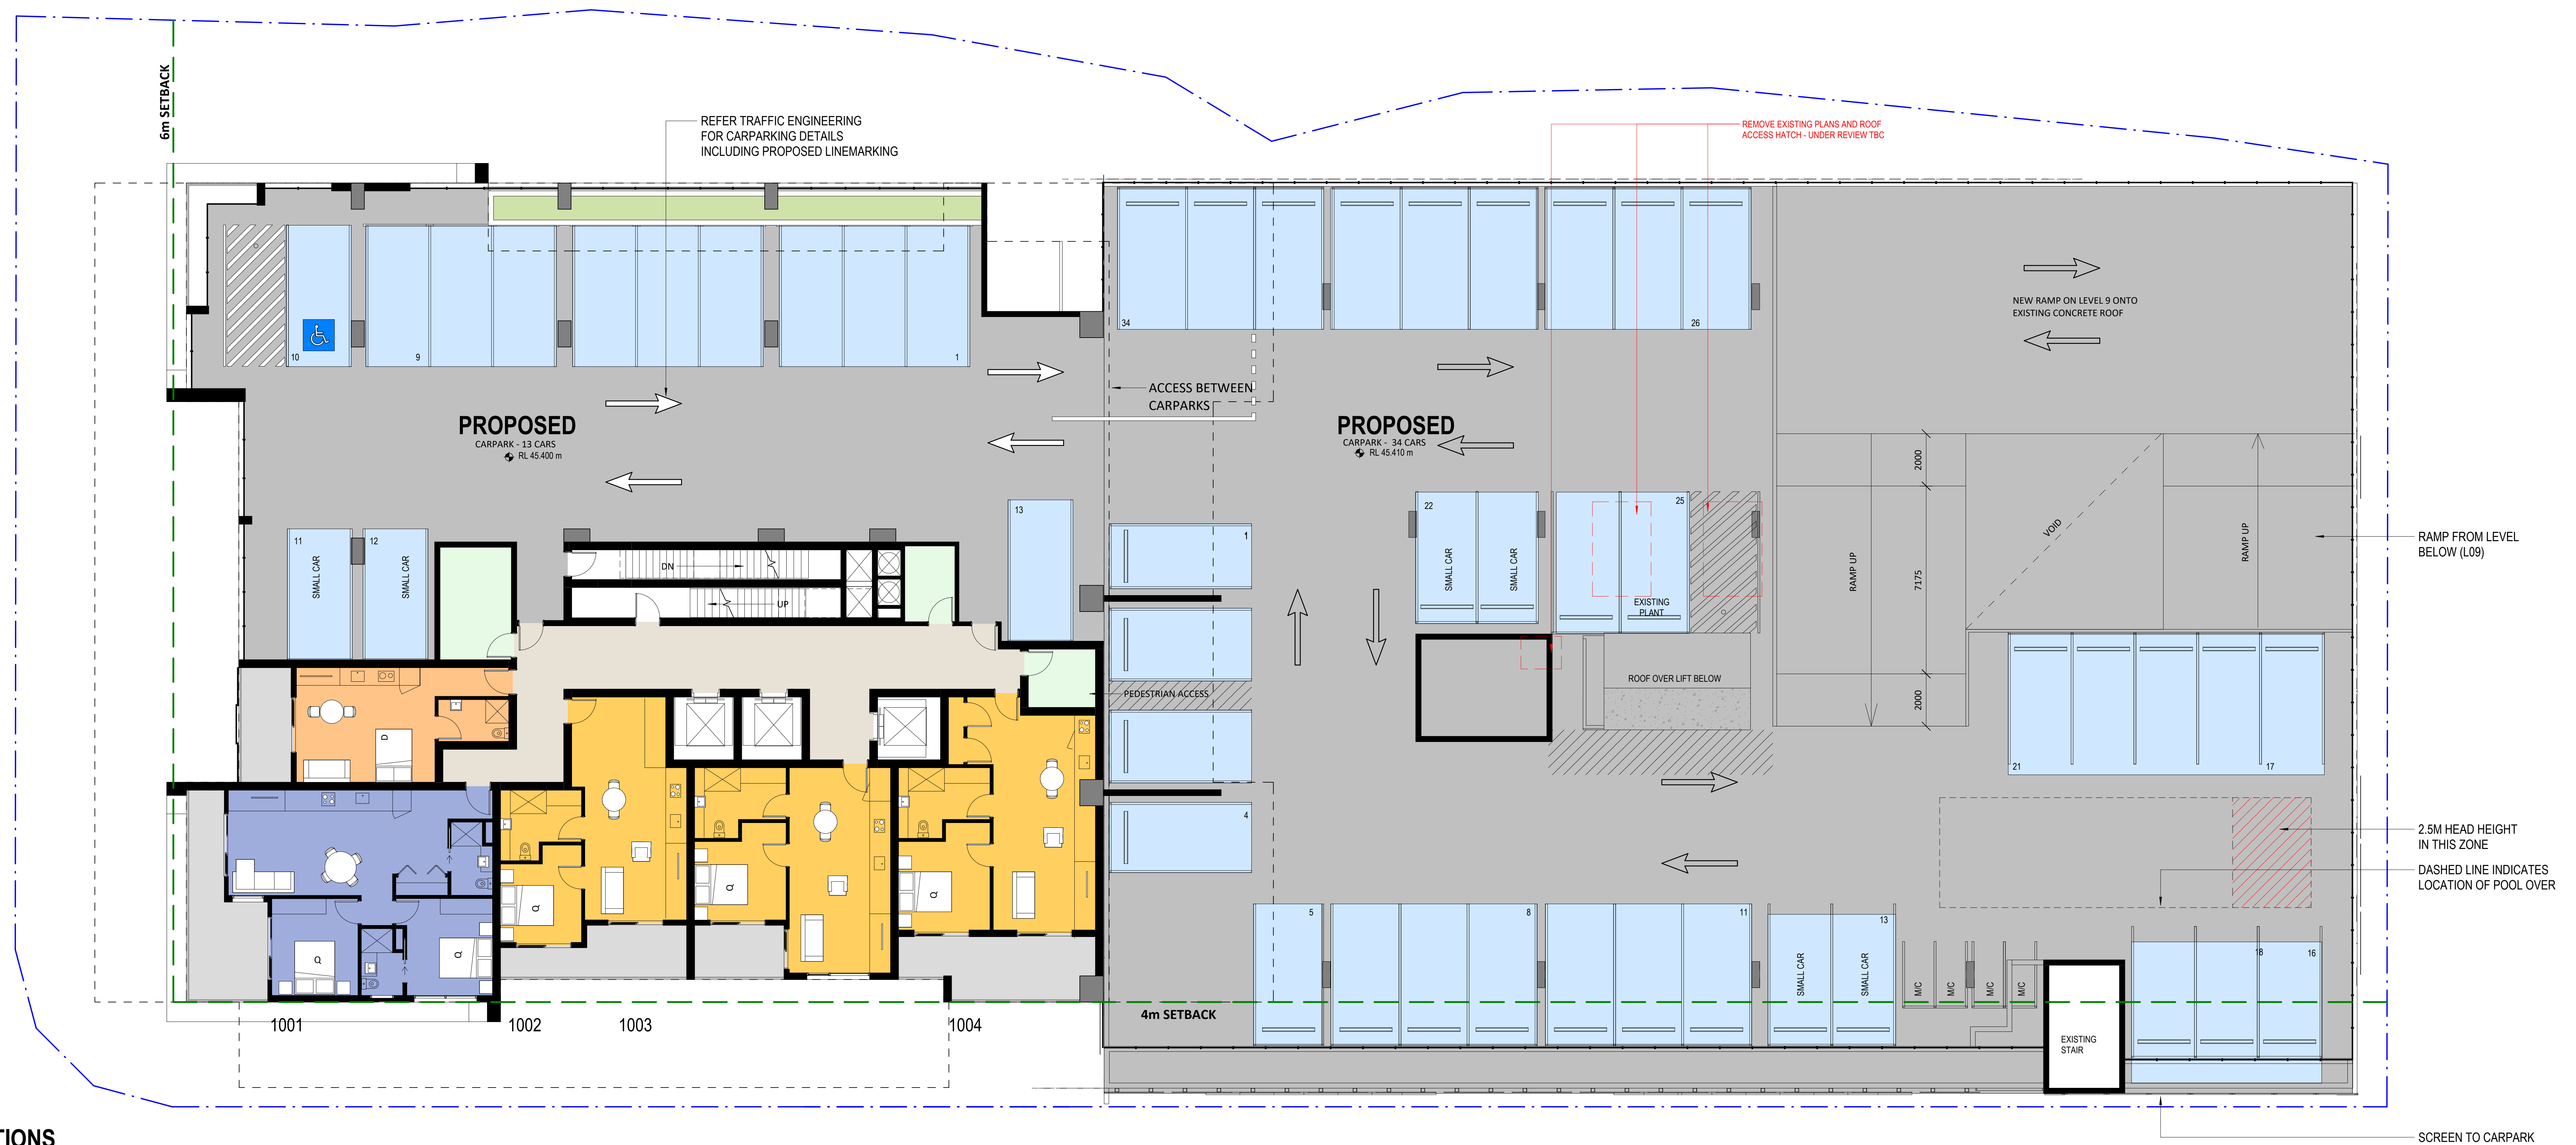 6m SETBACK
REFER TRAFFIC ENGINEERING
FOR CARPARKING DETAILS
INCLUDING PROPOSED LINEMARKING
REMOVE EXISTING PLANS AND ROOF
ACCESS HATCH - UNDER REVIEW TBC
10
9
1
34
26
NEW RAMP ON LEVEL 9 ONTO
EXISTING CONCRETE ROOF
ACCESS BETWEEN
CARPARKS
PROPOSED
CARPARK - 13 CARS
RL 45.400 m
PROPOSED
CARPARK - 34 CARS
RL 45.410 m
2000
7175
2000
13
22
25
SMALL CAR
SMALL CAR
EXISTING
PLANT
RAMP UP
VOID
RAMP UP
RAMP FROM LEVEL
BELOW (L09)
11
12
SMALL CAR
SMALL CAR
DN
UP
1
4
PEDESTRIAN ACCESS
ROOF OVER LIFT BELOW
D
21
17
2.5M HEAD HEIGHT
IN THIS ZONE
DASHED LINE INDICATES
LOCATION OF POOL OVER
Q
Q
Q
Q
Q
5
8
11
13
SMALL CAR
SMALL CAR
M/C
M/C
M/C
M/C
18
16
4m SETBACK
1001
1002
1003
1004
EXISTING
STAIR
SCREEN TO CARPARK
TIONS